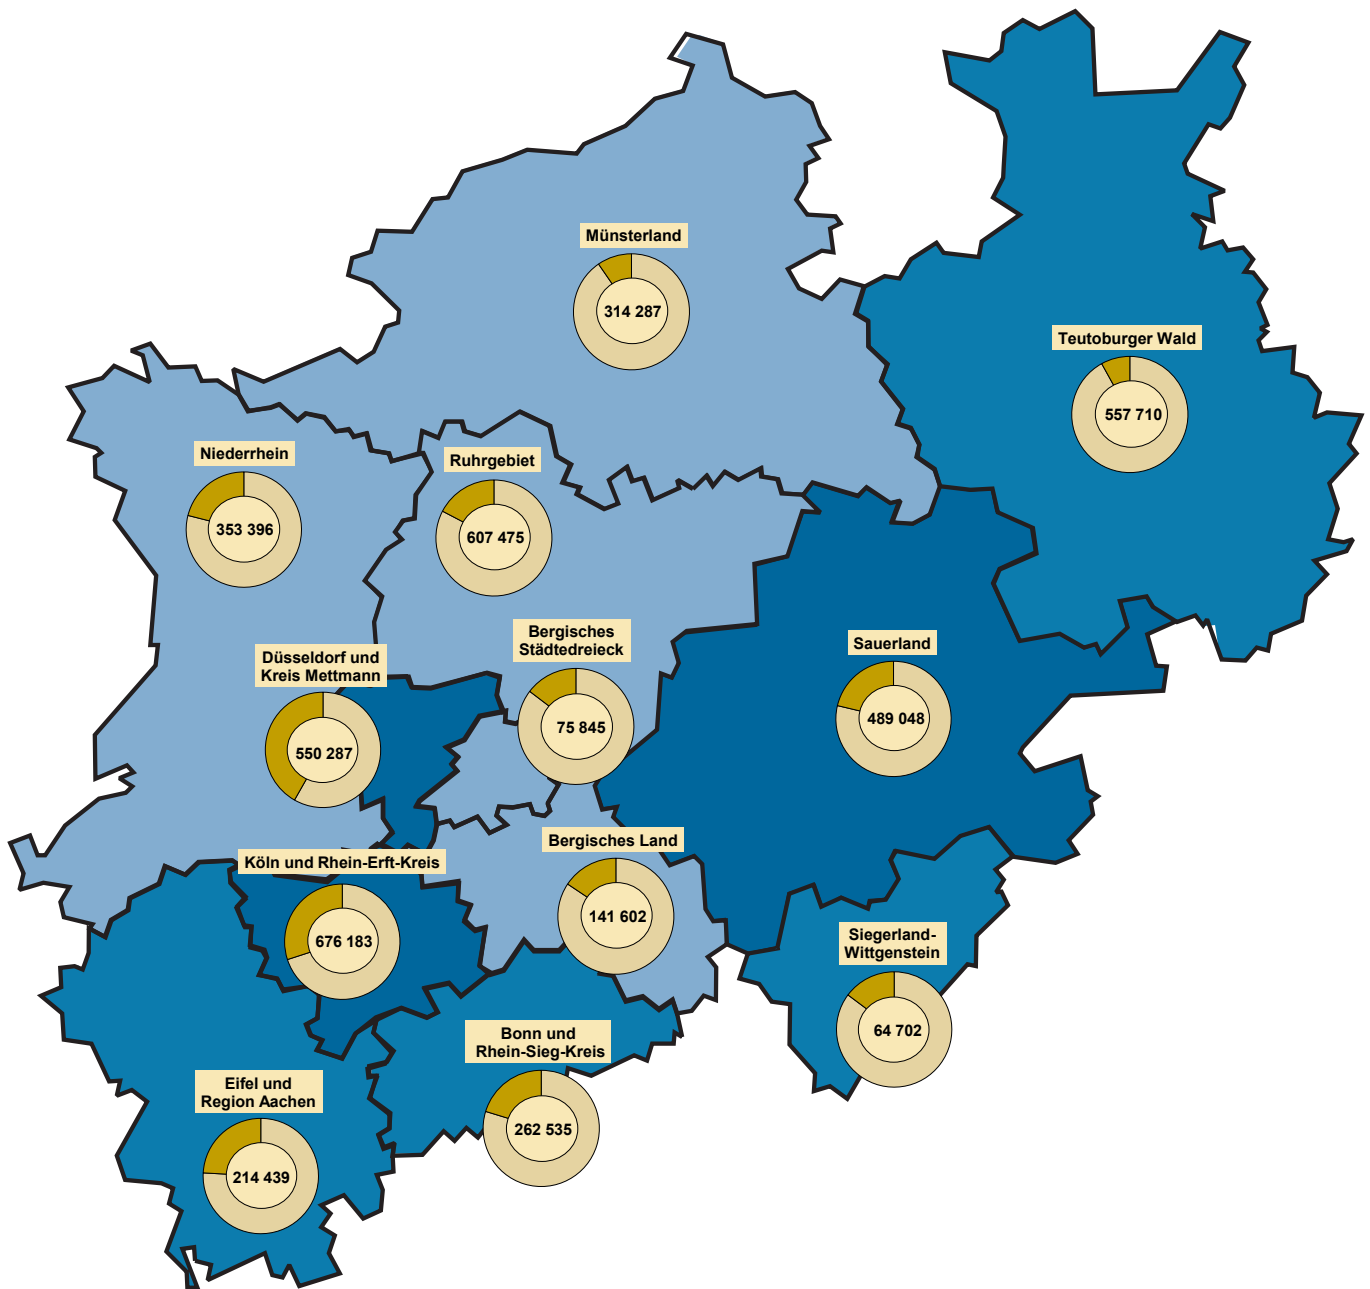 Münsterland
314 287
Teutoburger Wald
557 710
Niederrhein
353 396
Ruhrgebiet
607 475
Bergisches
Städtedreieck
75 845
Düsseldorf und
Kreis Mettmann
550 287
Sauerland
489 048
Bergisches Land
141 602
Köln und Rhein-Erft-Kreis
676 183
Siegerland-
Wittgenstein
64 702
Bonn und
Rhein-Sieg-Kreis
262 535
Eifel und
Region Aachen
214 439